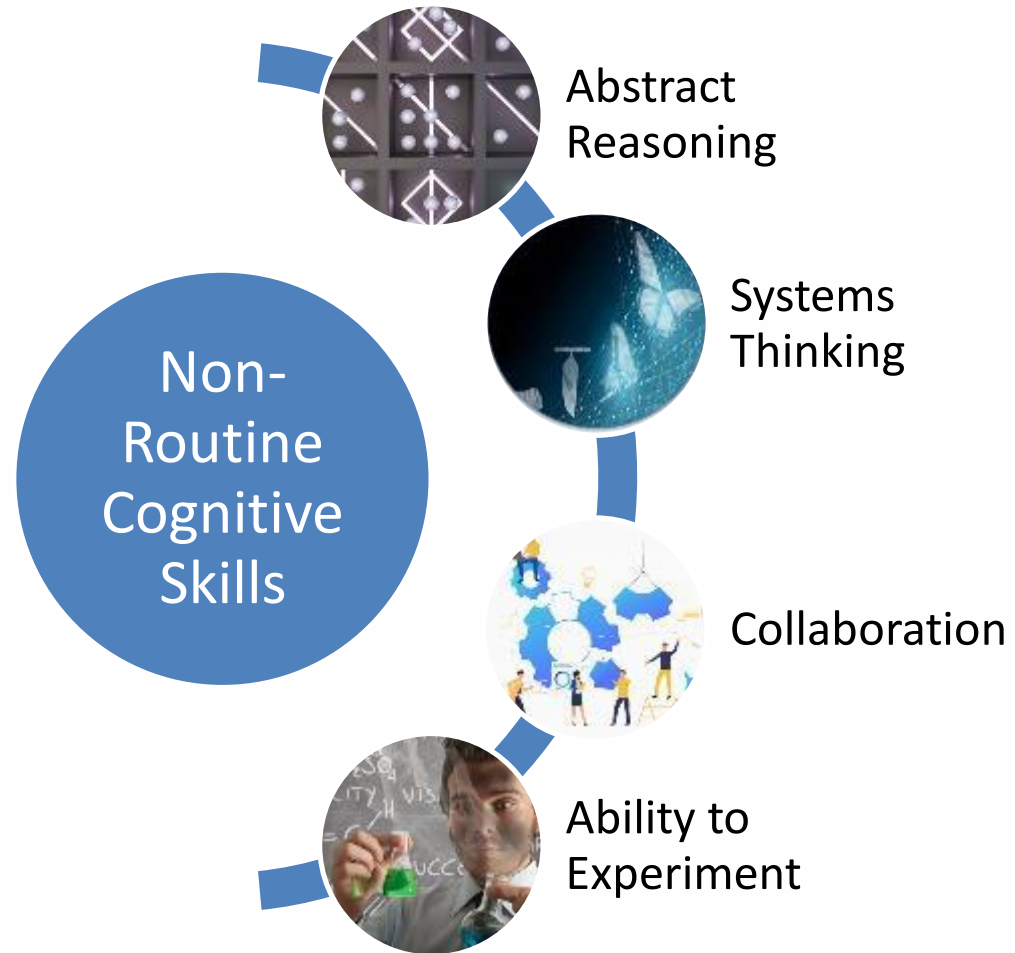 Non-
Routine
Cognitive
Skills
Abstract
Reasoning
Systems
Thinking
Collaboration
Ability to
Experiment